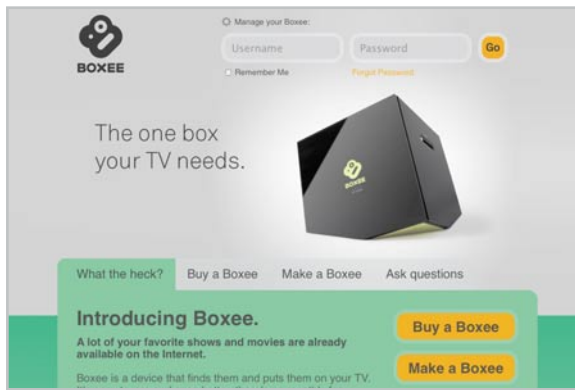 BOXEE
Manage your Boxee:
Username
Password
Go
Remember Me
Forgot Password
The one box
your TV needs.
BOXEE
What the heck?
Buy a Boxee
Make a Boxee
Ask questions
Introducing Boxee.
A lot of your favorite shows and movies are already
available on the Internet.
Boxee is a device that finds them and puts them on your TV.
Buy a Boxee
Make a Boxee